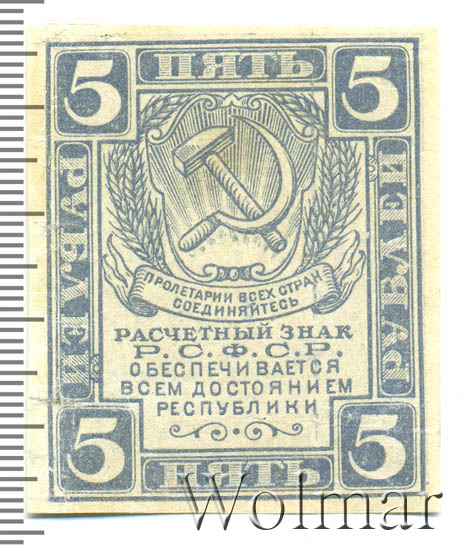 5 ПЯТЬ 5
РУБЛЕЙ
РУБЛЕЙ
ПРОЛЕТАРИИ ВСЕХ СТРАН
СОЕДИНЯЙТЕСЬ
РАСЧЕТНЫЙ ЗНАК
Р.С.Ф.С.Р.
ОБЕСПЕЧИВАЕТСЯ
ВСЕМ ДОСТОЯНИЕМ
РЕСПУБЛИКИ
5 ПЯТЬ 5
Wolmar